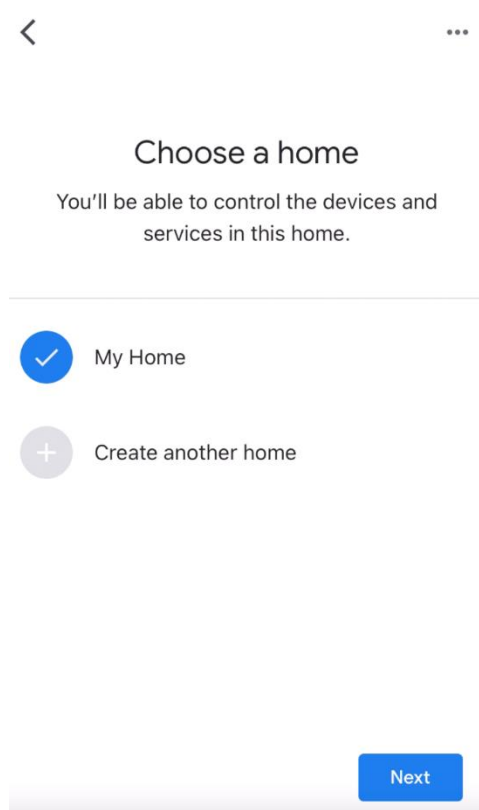 Choose a home
You'll be able to control the devices and
services in this home.
My Home
Create another home
Next